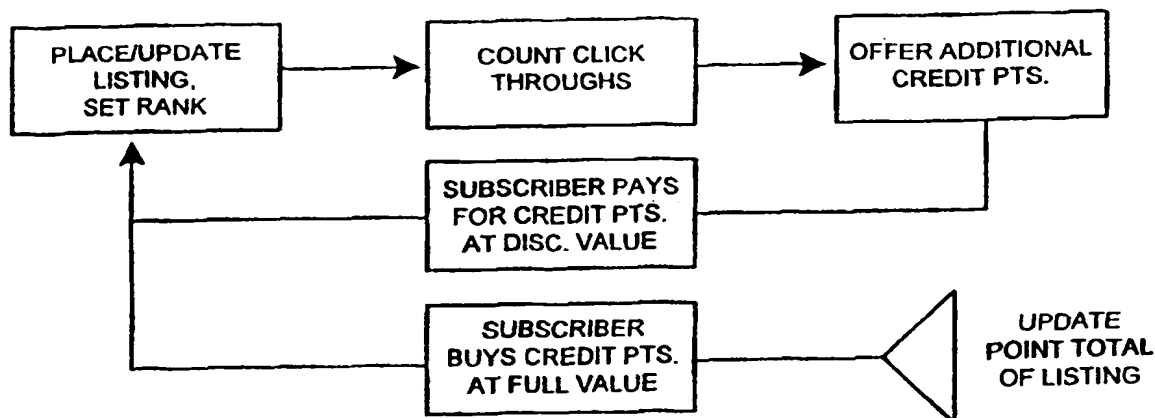 PLACE/UPDATE
LISTING,
SET RANK
COUNT CLICK
THROUGHS
OFFER ADDITIONAL
CREDIT PTS.
SUBSCRIBER PAYS
FOR CREDIT PTS.
AT DISC. VALUE
SUBSCRIBER
BUYS CREDIT PTS.
AT FULL VALUE
UPDATE
POINT TOTAL
OF LISTING